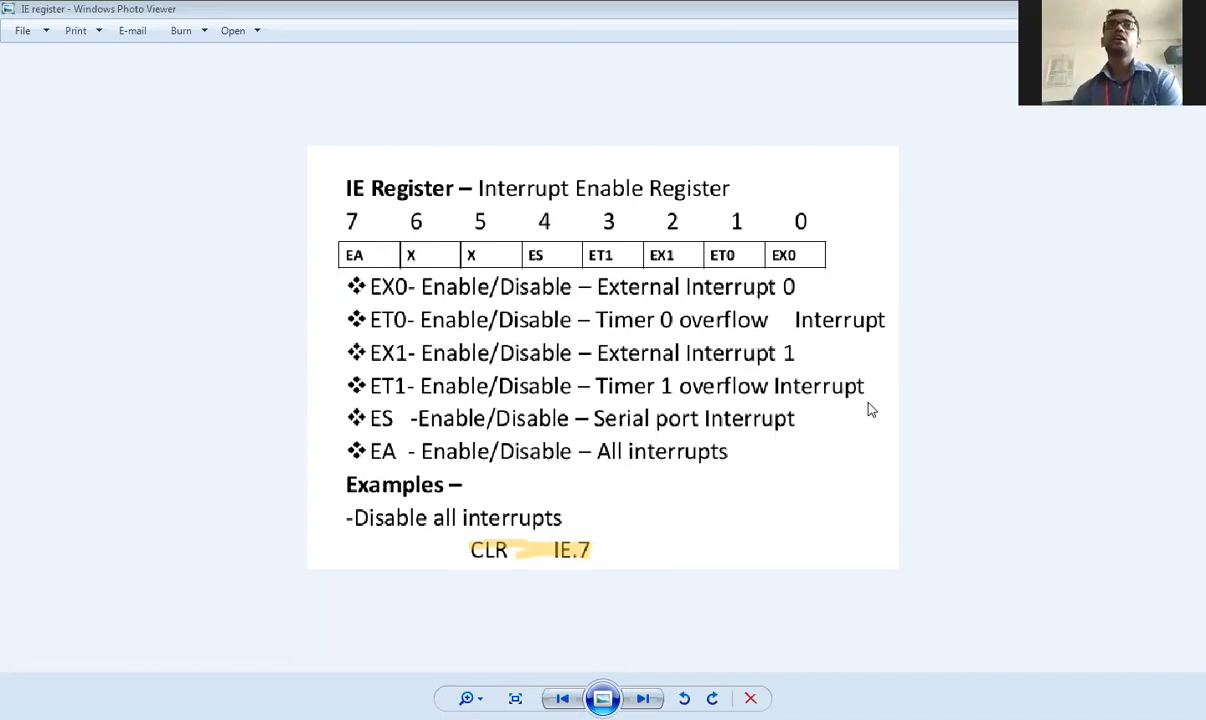 IE register - Windows Photo Viewer
File Print E-mail Burn Open
IE Register – Interrupt Enable Register
7 6 5 4 3 2 1 0
EA X X ES ET1 EX1 ET0 EX0
❖EX0- Enable/Disable – External Interrupt 0
❖ET0- Enable/Disable – Timer 0 overflow Interrupt
❖EX1- Enable/Disable – External Interrupt 1
❖ET1- Enable/Disable – Timer 1 overflow Interrupt
❖ES -Enable/Disable – Serial port Interrupt
❖EA - Enable/Disable – All interrupts
Examples –
-Disable all interrupts
CLR IE.7